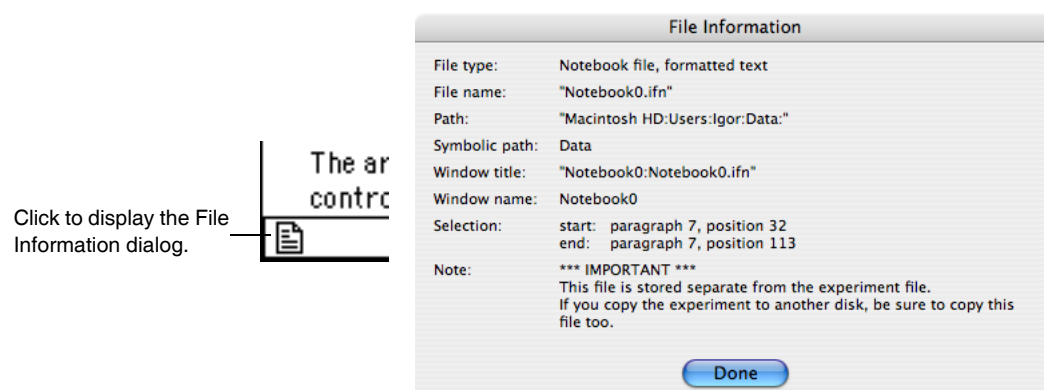 The ar
contro
Click to display the File
Information dialog.
File Information
File type: Notebook file, formatted text
File name: "Notebook0.ifn"
Path: "Macintosh HD:Users:Igor:Data:"
Symbolic path: Data
Window title: "Notebook0:Notebook0.ifn"
Window name: Notebook0
Selection: start: paragraph 7, position 32
end: paragraph 7, position 113
Note: *** IMPORTANT ***
This file is stored separate from the experiment file.
If you copy the experiment to another disk, be sure to copy this
file too.
Done